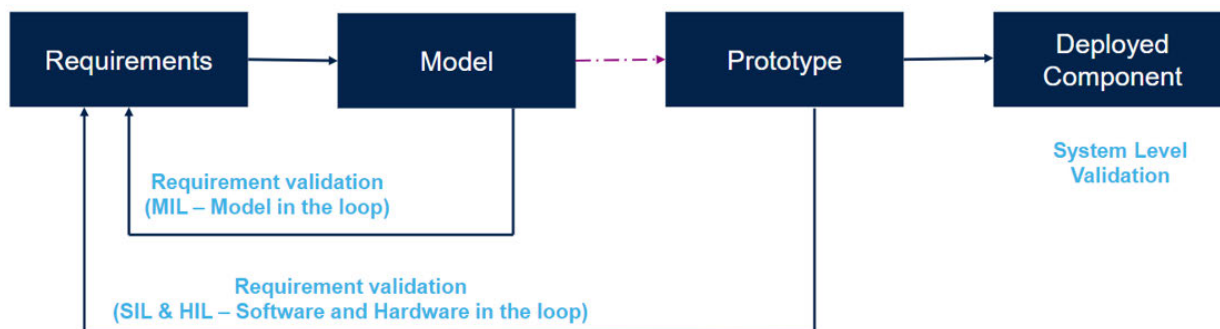 Requirements
Model
Prototype
Deployed
Component
System Level
Validation
Requirement validation
(MIL – Model in the loop)
Requirement validation
(SIL & HIL – Software and Hardware in the loop)